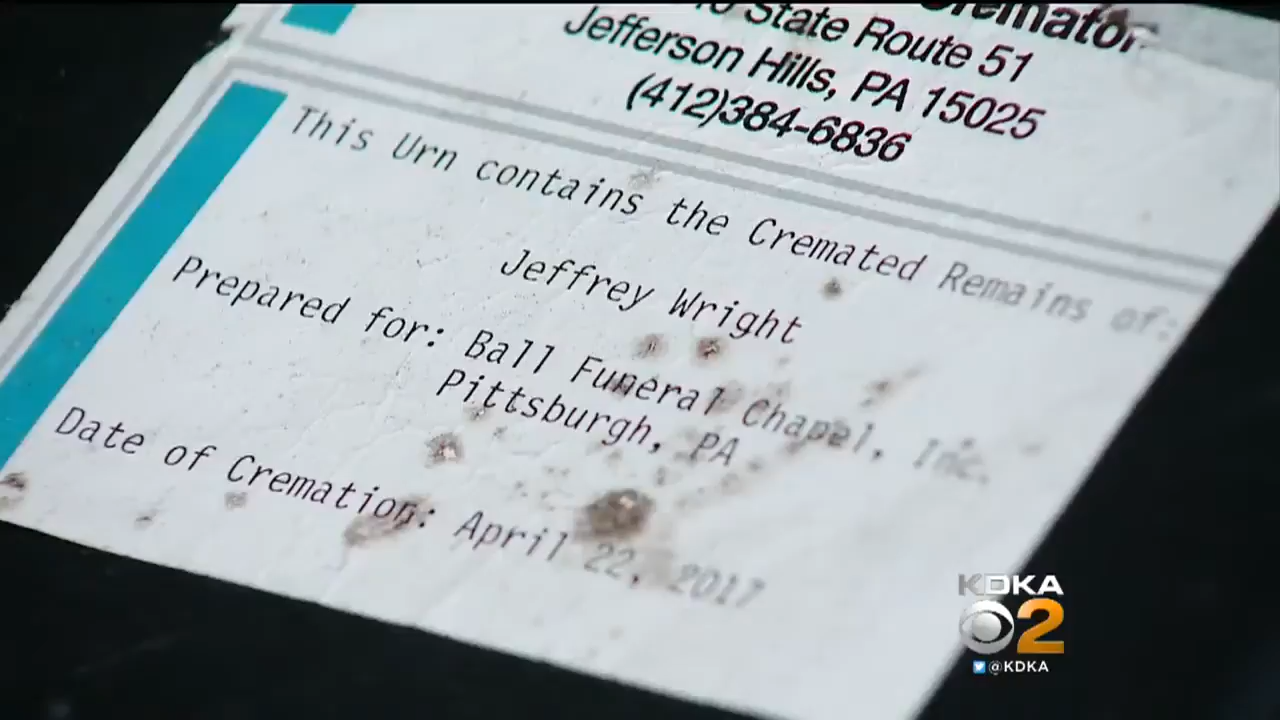 State Route 51
Jefferson Hills, PA 15025
(412)384-6836
This Urn contains the Cremated Remains of:
Jeffrey Wright
Prepared for: Ball Funeral Chapel, Inc.
Pittsburgh, PA
Date of Cremation: April 22, 2017
KDKA
2
@KDKA